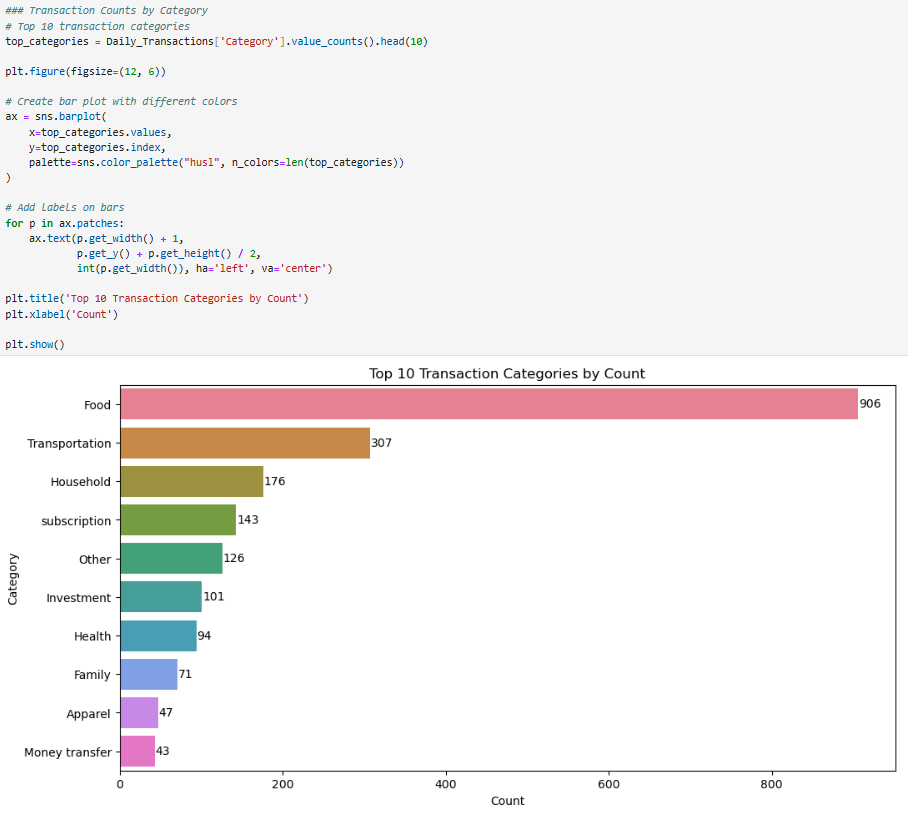 ### Transaction Counts by Category
# Top 10 transaction categories
top_categories = Daily_Transactions['Category'].value_counts().head(10)
plt.figure(figsize=(12, 6))
# Create bar plot with different colors
ax = sns.barplot(
    x=top_categories.values,
    y=top_categories.index,
    palette=sns.color_palette("husl", n_colors=len(top_categories))
)
# Add labels on bars
for p in ax.patches:
    ax.text(p.get_width() + 1,
            p.get_y() + p.get_height() / 2,
            int(p.get_width()), ha='left', va='center')
plt.title('Top 10 Transaction Categories by Count')
plt.xlabel('Count')
plt.show()
Top 10 Transaction Categories by Count
Food 906
Transportation 307
Household 176
subscription 143
Other 126
Category
Investment 101
Health 94
Family 71
Apparel 47
Money transfer 43
0 200 400 600 800
Count